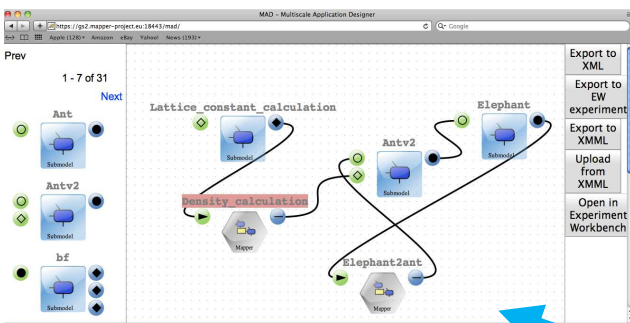 MAD - Multiscale Application Designer
https://gs2.mapper-project.eu:18443/mad/
Google
Apple (128) Amazon eBay Yahoo! News (193)
Prev
1 - 7 of 31
Next
Ant
Submodel
Antv2
Submodel
bf
Submodel
Lattice_constant_calculation
Submodel
Density_calculation
Mapper
Antv2
Submodel
Elephant
Submodel
Elephant2ant
Mapper
Export to
XML
Export to
EW
experiment
Export to
XMML
Upload
from
XMML
Open in
Experiment
Workbench